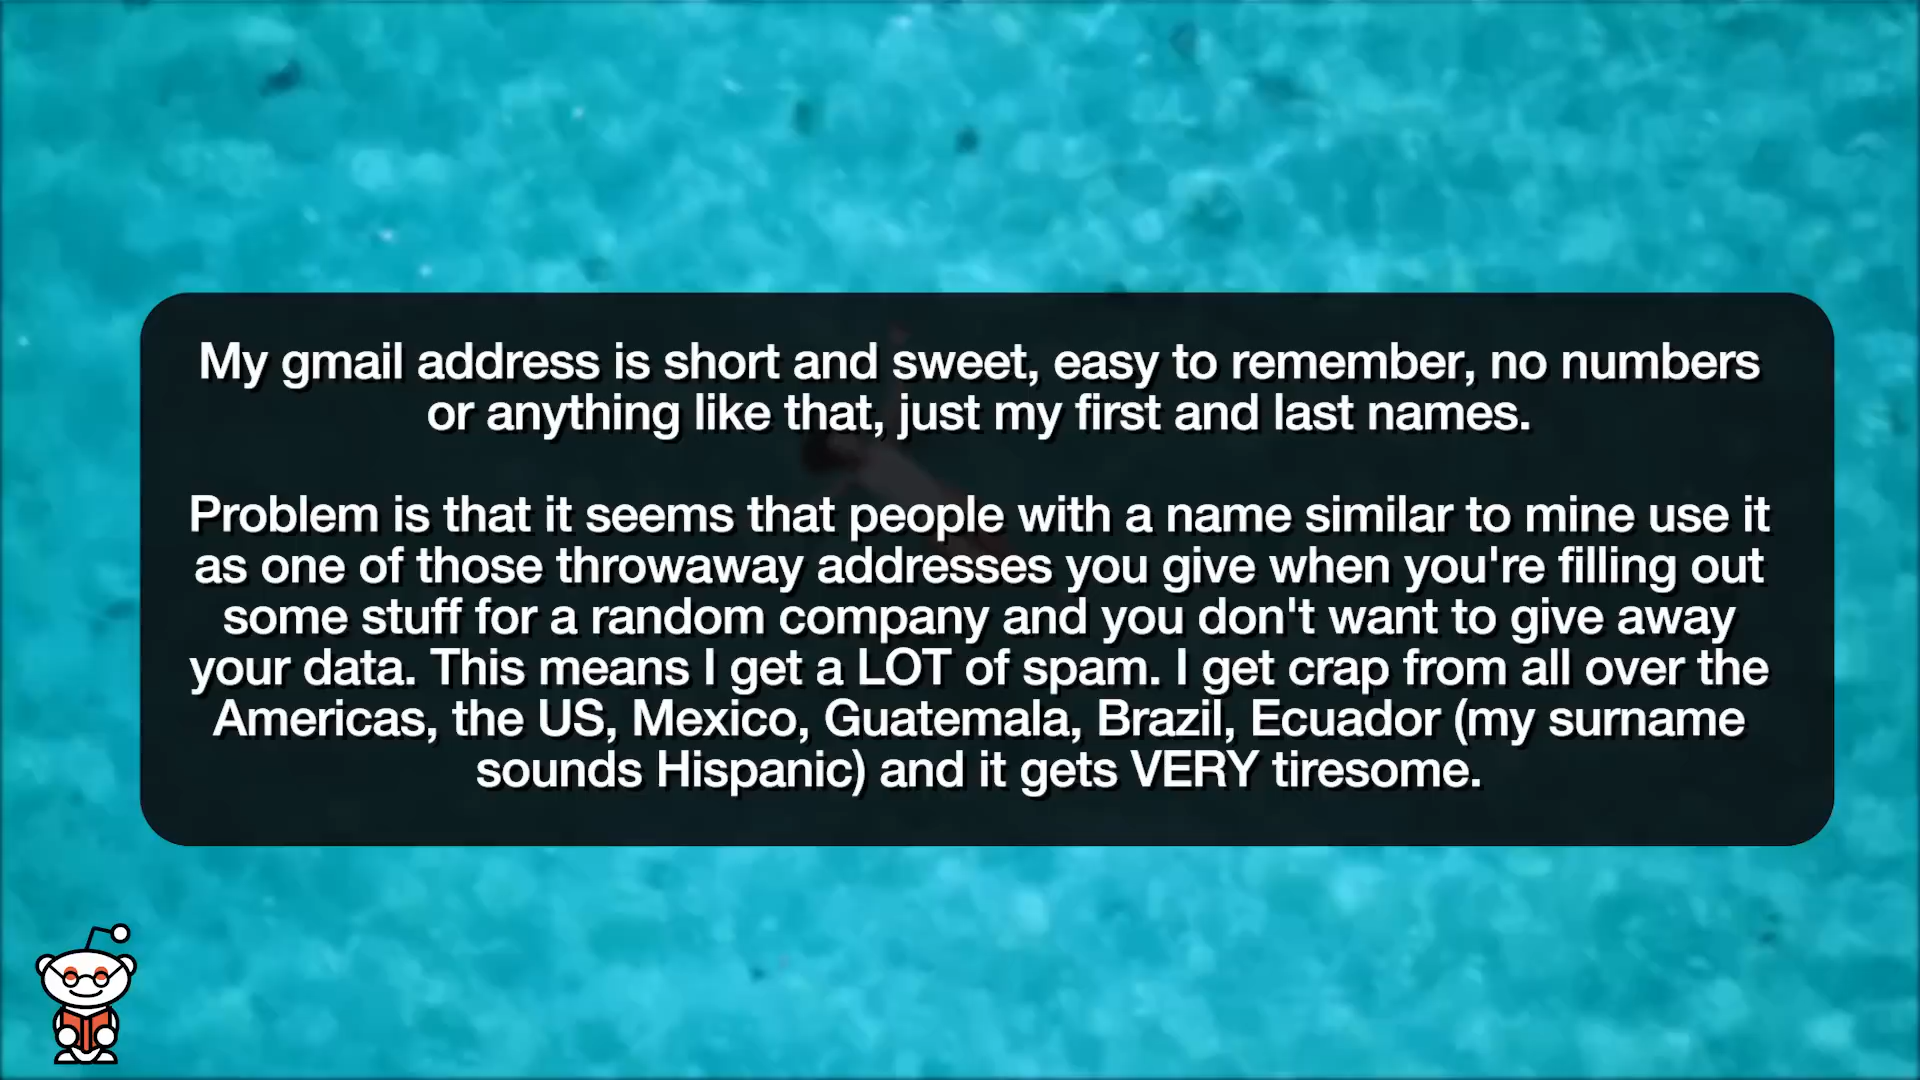 My gmail address is short and sweet, easy to remember, no numbers
or anything like that, just my first and last names.
Problem is that it seems that people with a name similar to mine use it
as one of those throwaway addresses you give when you're filling out
some stuff for a random company and you don't want to give away
your data. This means I get a LOT of spam. I get crap from all over the
Americas, the US, Mexico, Guatemala, Brazil, Ecuador (my surname
sounds Hispanic) and it gets VERY tiresome.